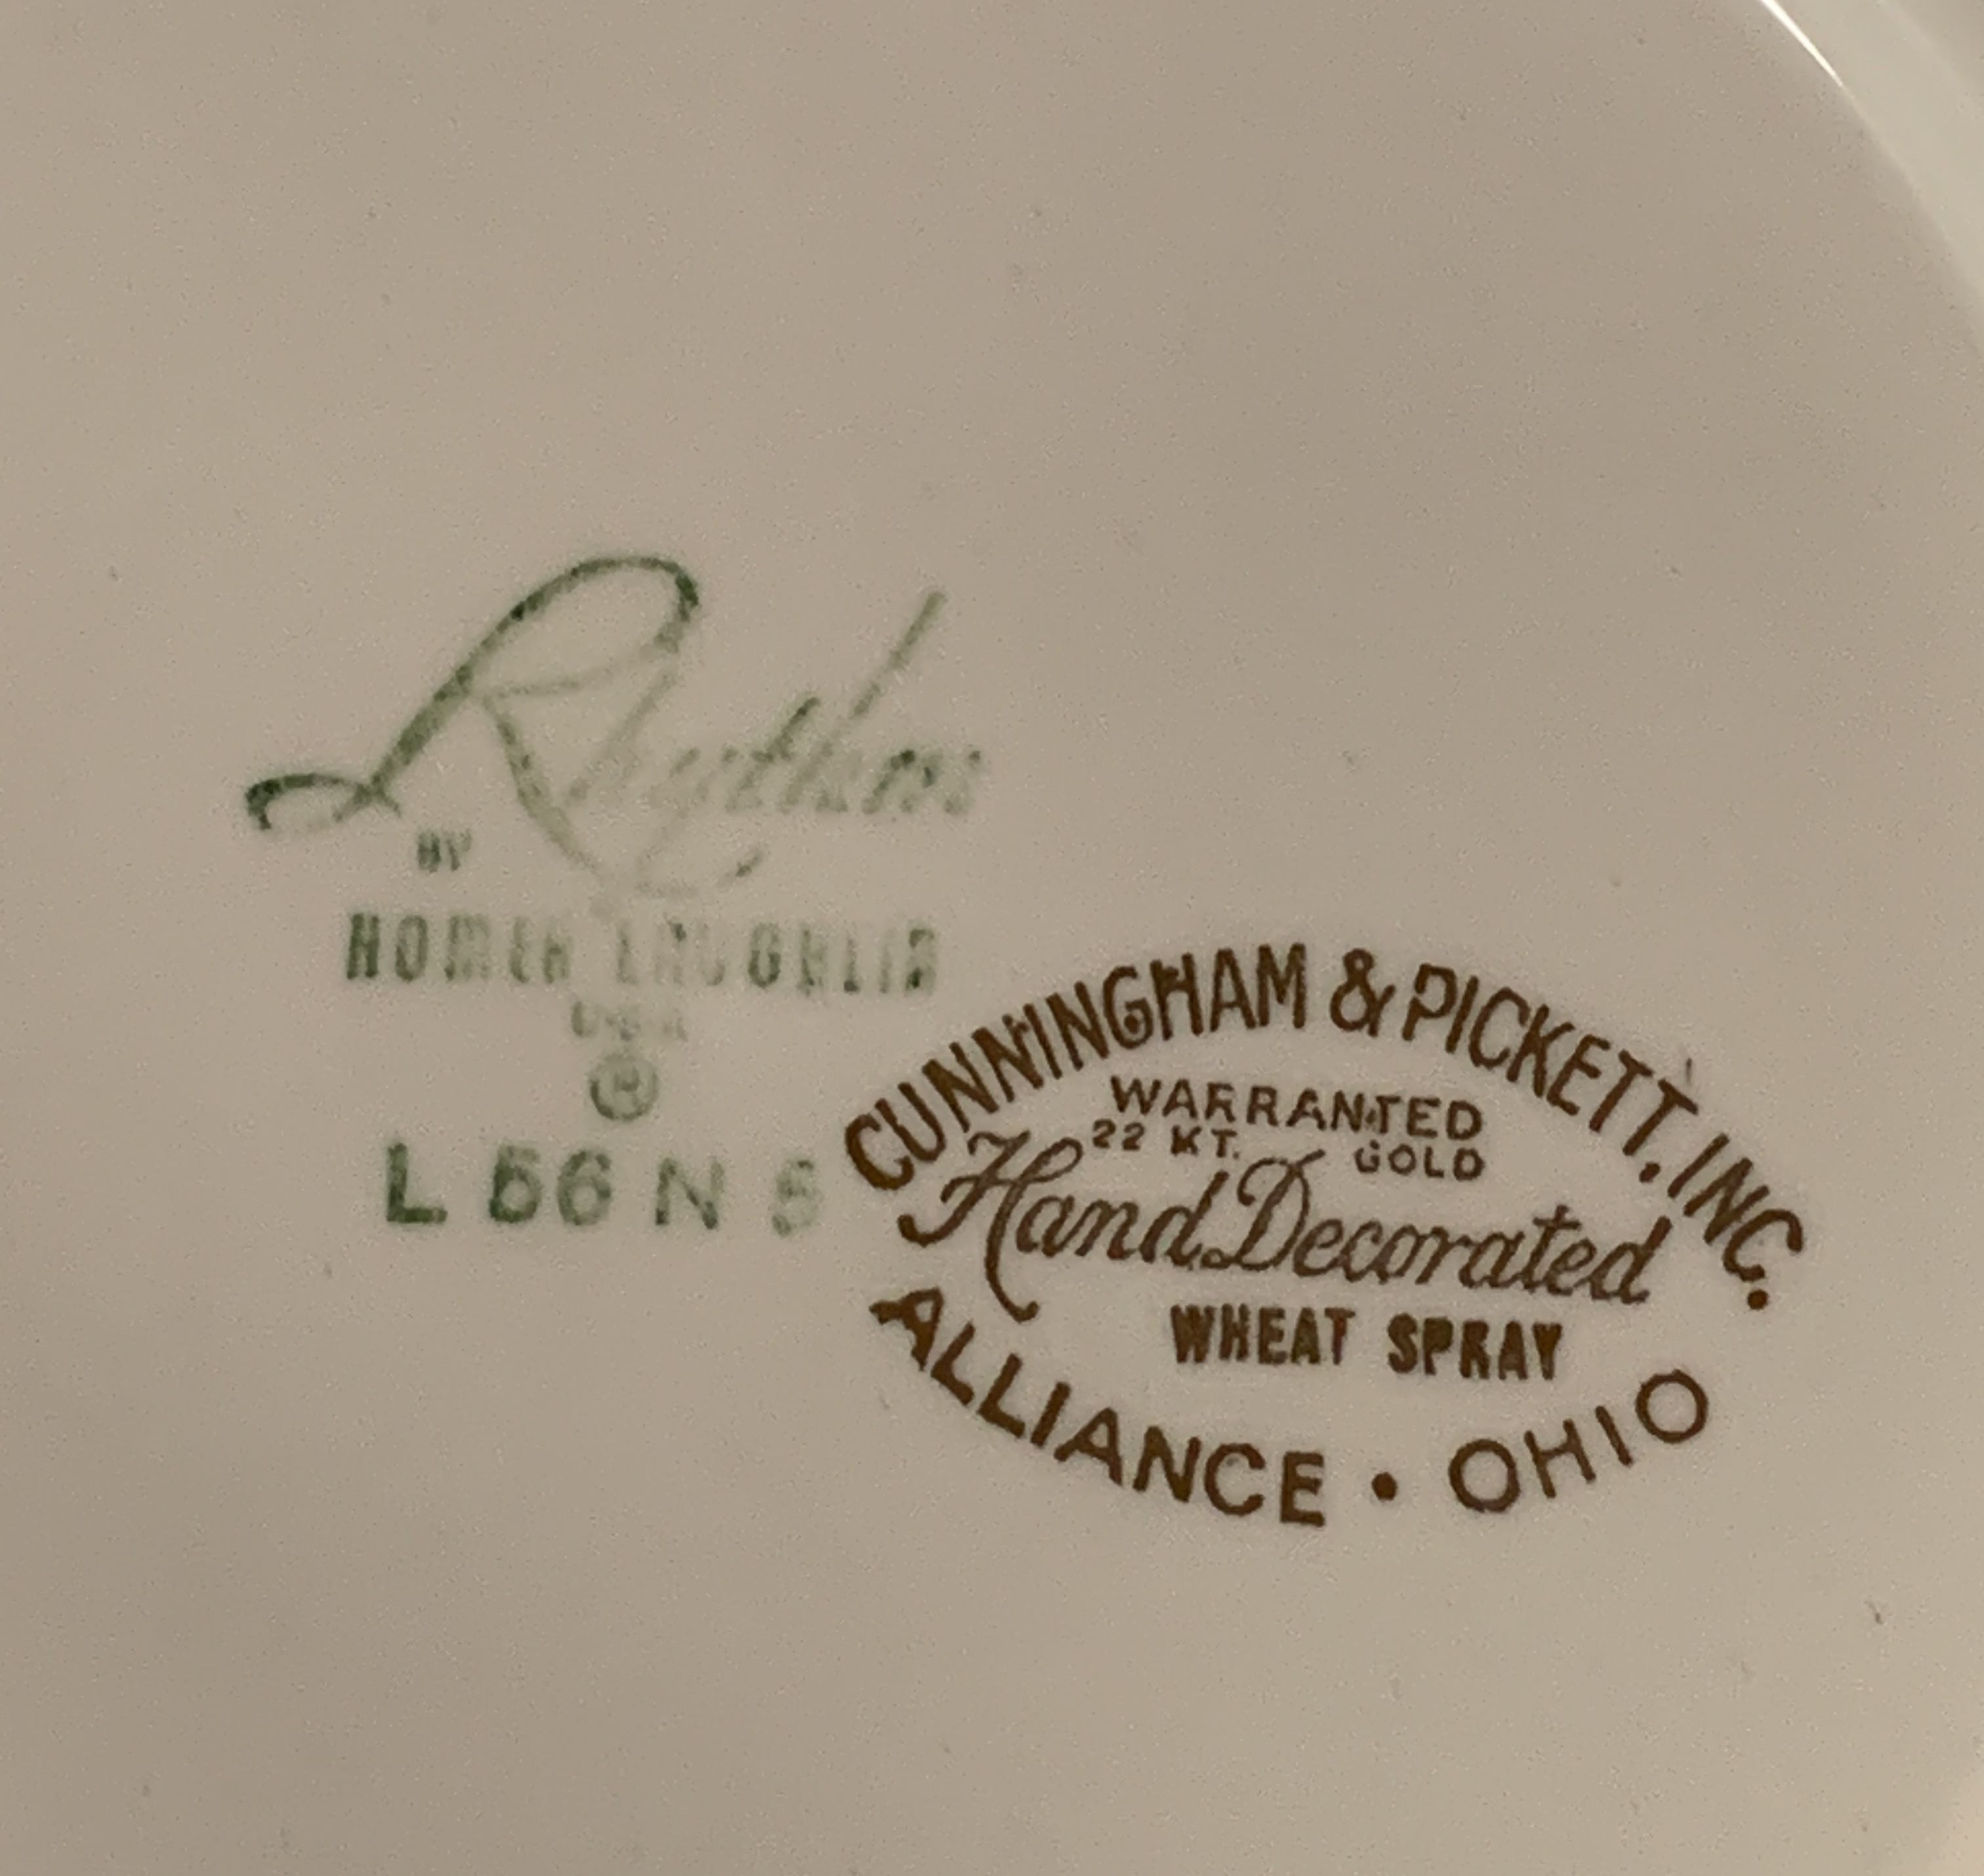 Rhythm
BY
HOMER LAUGHLIN
USA
®
L 56 N 5
CUNNINGHAM & PICKETT, INC.
WARRANTED
22 KT. GOLD
Hand Decorated
WHEAT SPRAY
ALLIANCE • OHIO